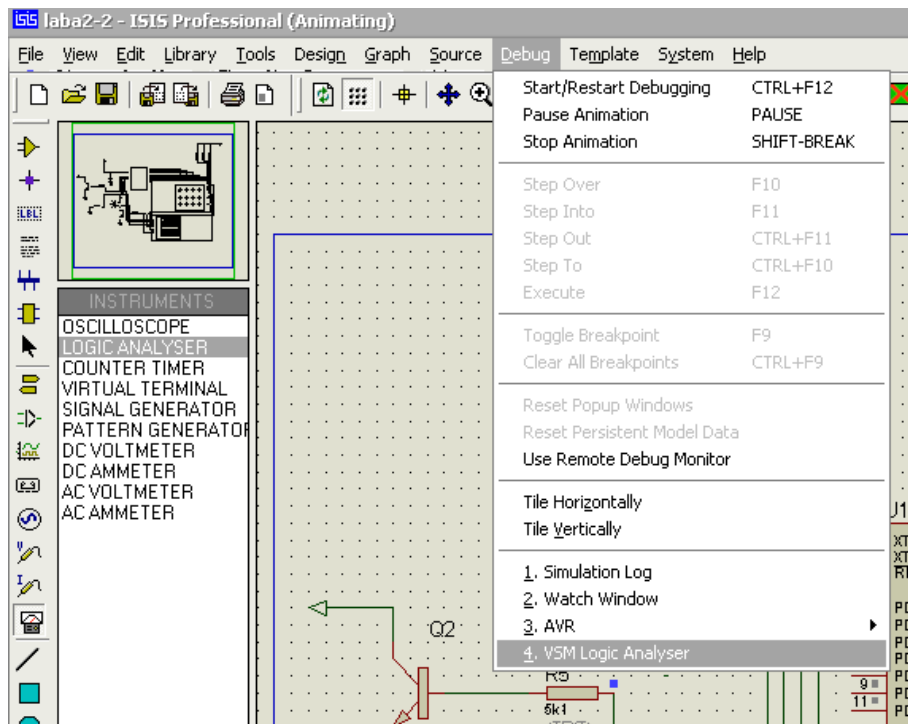 isis laba2-2 - ISIS Professional (Animating)
File View Edit Library Tools Design Graph Source Debug Template System Help
Start/Restart Debugging CTRL+F12
Pause Animation PAUSE
Stop Animation SHIFT-BREAK
Step Over F10
Step Into F11
Step Out CTRL+F11
Step To CTRL+F10
Execute F12
Toggle Breakpoint F9
Clear All Breakpoints CTRL+F9
Reset Popup Windows
Reset Persistent Model Data
Use Remote Debug Monitor
Tile Horizontally
Tile Vertically
1. Simulation Log
2. Watch Window
3. AVR
4. VSM Logic Analyser
LBL
INSTRUMENTS
OSCILLOSCOPE
LOGIC ANALYSER
COUNTER TIMER
VIRTUAL TERMINAL
SIGNAL GENERATOR
PATTERN GENERATOR
DC VOLTMETER
DC AMMETER
AC VOLTMETER
AC AMMETER
Q2
R5
5k1
9
11